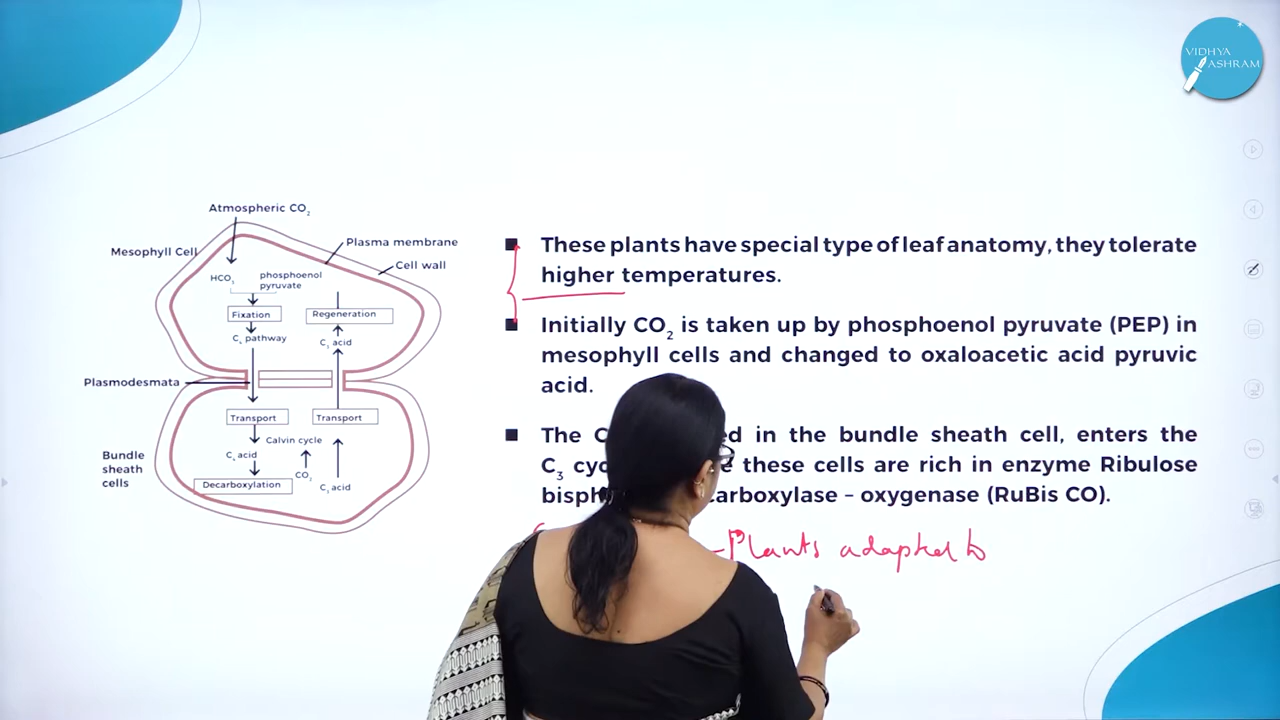 VIDHYA
ASHRAM
Atmospheric CO2
Mesophyll Cell
Plasma membrane
Cell wall
HCO3
phosphoenol
pyruvate
Fixation
Regeneration
C4 pathway
C3 acid
Plasmodesmata
Transport
Transport
Calvin cycle
C4 acid
Bundle
sheath
cells
CO2
Decarboxylation
C3 acid
■ These plants have special type of leaf anatomy, they tolerate
higher temperatures.
■ Initially CO2 is taken up by phosphoenol pyruvate (PEP) in
mesophyll cells and changed to oxaloacetic acid pyruvic
acid.
■ The in the bundle sheath cell, enters the
C3 these cells are rich in enzyme Ribulose
- oxygenase (RuBis CO).
Plants adapted to